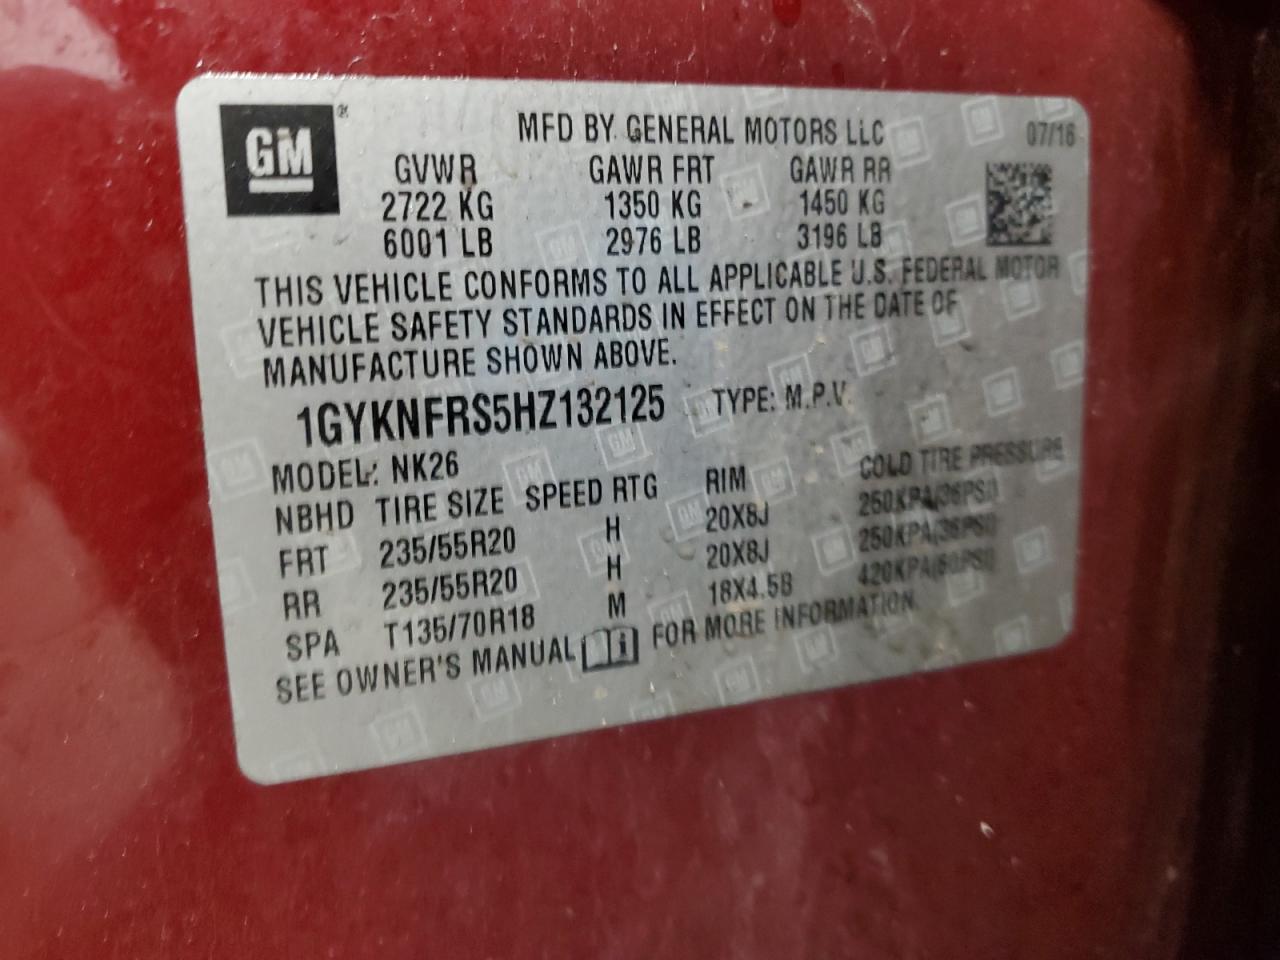 GM ®
MFD BY GENERAL MOTORS LLC 07/16
GVWR GAWR FRT GAWR RR
2722 KG 1350 KG 1450 KG
6001 LB 2976 LB 3196 LB
THIS VEHICLE CONFORMS TO ALL APPLICABLE U.S. FEDERAL MOTOR
VEHICLE SAFETY STANDARDS IN EFFECT ON THE DATE OF
MANUFACTURE SHOWN ABOVE.
1GYKNFRS5HZ132125 TYPE: M.P.V.
MODEL: NK26
NBHD TIRE SIZE SPEED RTG RIM COLD TIRE PRESSURE
FRT 235/55R20 H 20X8J 250KPA(36PSI)
RR 235/55R20 H 20X8J 250KPA(36PSI)
SPA T135/70R18 M 18X4.5B 420KPA(60PSI)
SEE OWNER'S MANUAL FOR MORE INFORMATION.